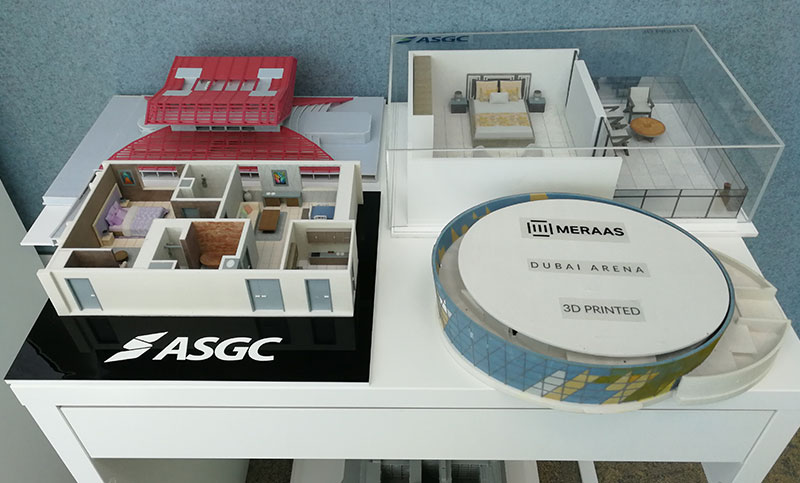 ASGC
MERAAS
DUBAI ARENA
3D PRINTED
ASGC